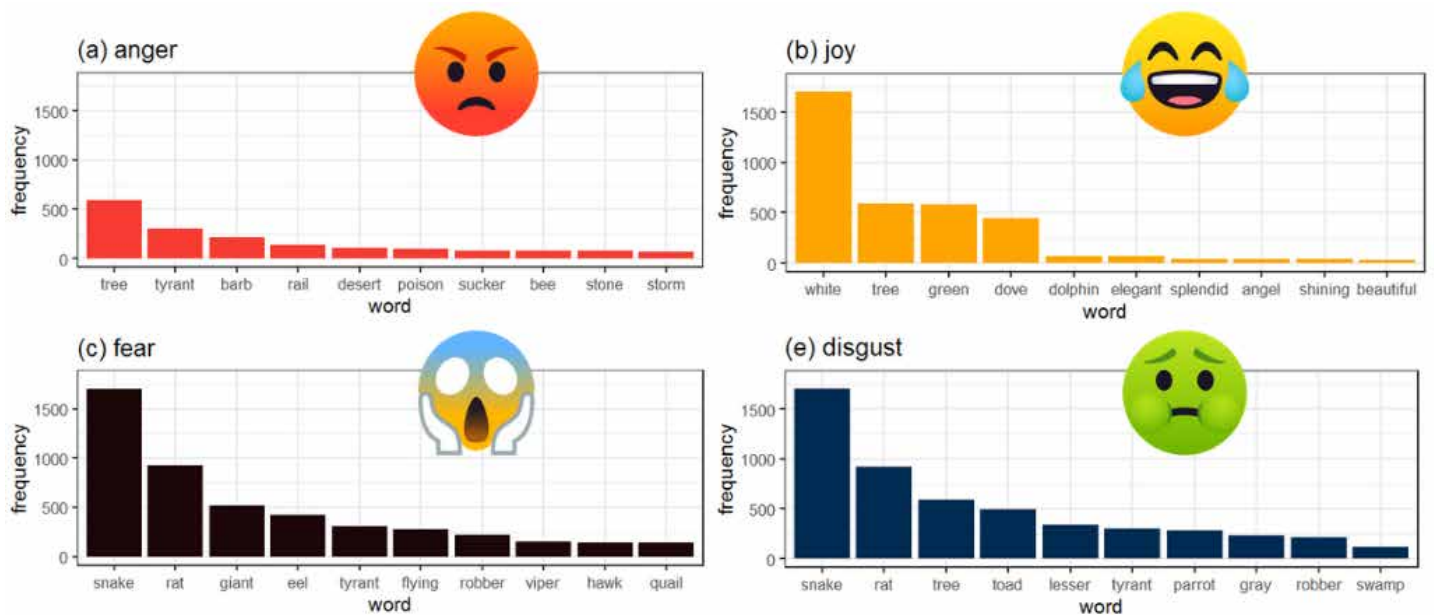 (a) anger
1500
1000
500
0
frequency
tree tyrant barb rail desert poison sucker bee stone storm
word
(b) joy
1500
1000
500
0
frequency
white tree green dove dolphin elegant splendid angel shining beautiful
word
(c) fear
1500
1000
500
0
frequency
snake rat giant eel tyrant flying robber viper hawk quail
word
(e) disgust
1500
1000
500
0
frequency
snake rat tree toad lesser tyrant parrot gray robber swamp
word